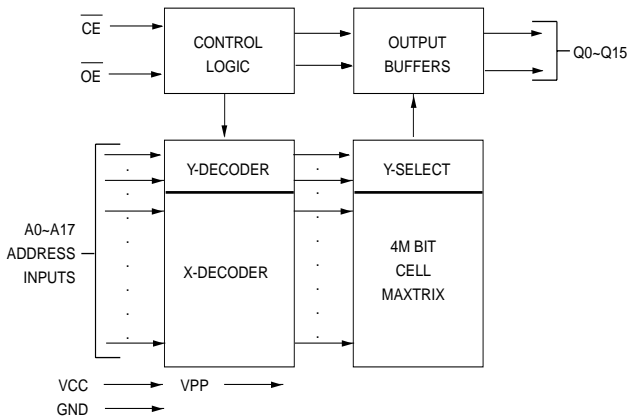 CE
CONTROL
LOGIC
OUTPUT
BUFFERS
Q0~Q15
OE
Y-DECODER
Y-SELECT
A0~A17
ADDRESS
INPUTS
X-DECODER
4M BIT
CELL
MAXTRIX
VCC
VPP
GND